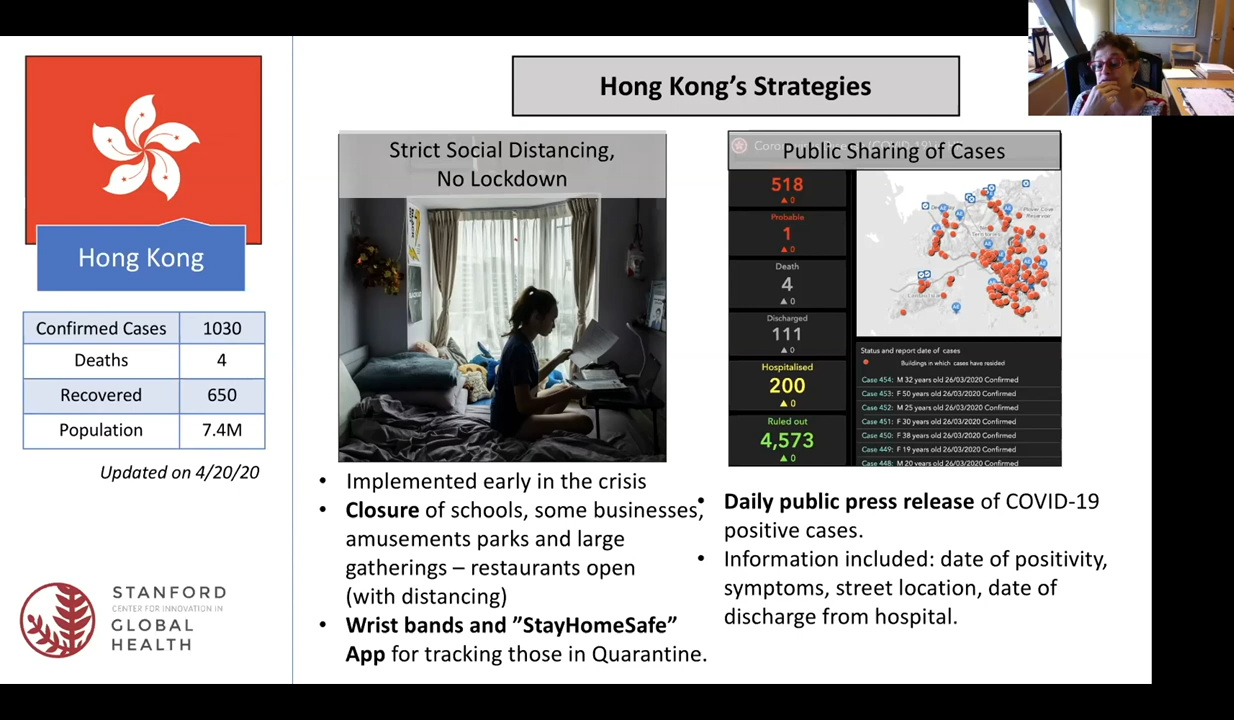 Hong Kong's Strategies
Hong Kong
Confirmed Cases 1030
Deaths 4
Recovered 650
Population 7.4M
Updated on 4/20/20
STANFORD
CENTER FOR INNOVATION IN
GLOBAL
HEALTH
Strict Social Distancing,
No Lockdown
• Implemented early in the crisis
• Closure of schools, some businesses,
amusements parks and large
gatherings – restaurants open
(with distancing)
• Wrist bands and ”StayHomeSafe”
App for tracking those in Quarantine.
Public Sharing of Cases
518
▲ 0
Probable
1
▲ 0
Death
4
▲ 0
Discharged
111
▲ 0
Hospitalised
200
▲ 0
Ruled out
4,573
▲ 0
Status and report date of cases
Buildings in which cases have resided
Case 454: M 32 years old 26/03/2020 Confirmed
Case 453: F 50 years old 26/03/2020 Confirmed
Case 452: M 25 years old 26/03/2020 Confirmed
Case 451: F 30 years old 26/03/2020 Confirmed
Case 450: F 38 years old 26/03/2020 Confirmed
Case 449: F 19 years old 26/03/2020 Confirmed
Case 448: M 20 years old 26/03/2020 Confirmed
• Daily public press release of COVID-19
positive cases.
• Information included: date of positivity,
symptoms, street location, date of
discharge from hospital.